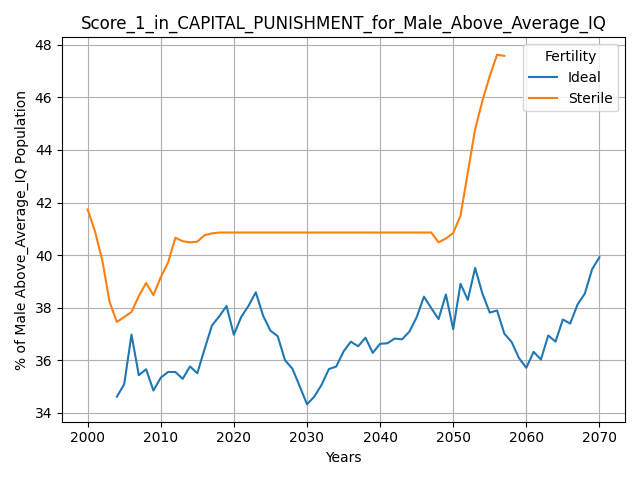 Score_1_in_CAPITAL_PUNISHMENT_for_Male_Above_Average_IQ
% of Male Above_Average_IQ Population
48
46
44
42
40
38
36
34
Fertility
Ideal
Sterile
2000 2010 2020 2030 2040 2050 2060 2070
Years